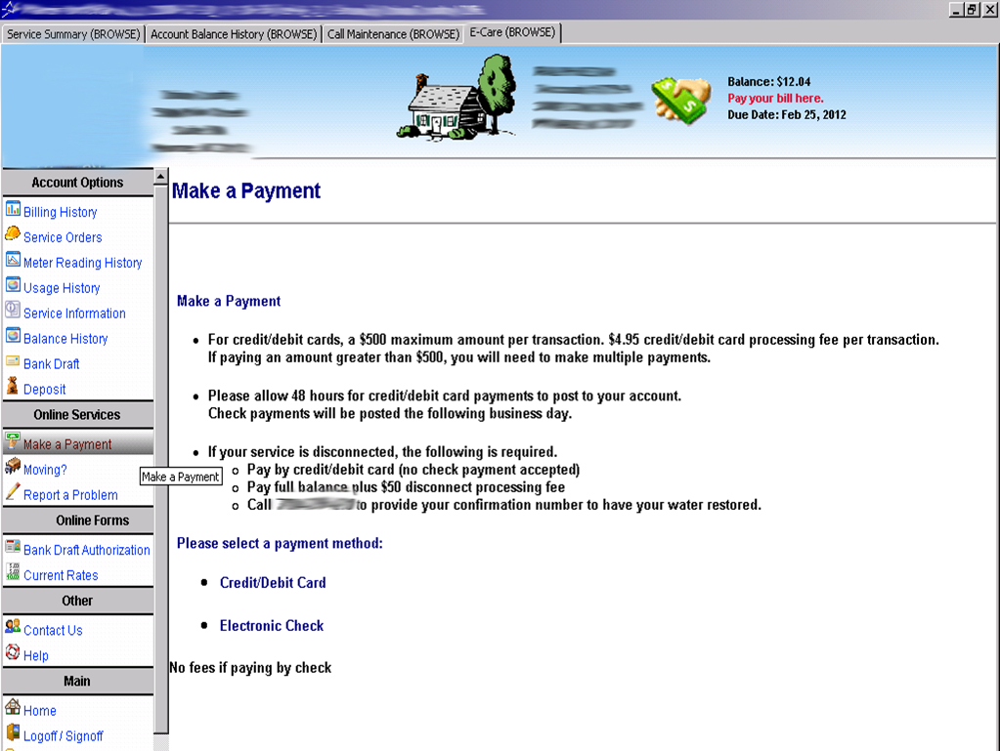 Service Summary (BROWSE)
Account Balance History (BROWSE)
Call Maintenance (BROWSE)
E-Care (BROWSE)
Balance: $12.04
Pay your bill here.
Due Date: Feb 25, 2012
Account Options
Billing History
Service Orders
Meter Reading History
Usage History
Service Information
Balance History
Bank Draft
Deposit
Online Services
Make a Payment
Moving?
Report a Problem
Online Forms
Bank Draft Authorization
Current Rates
Other
Contact Us
Help
Main
Home
Logoff / Signoff
Make a Payment
Make a Payment
Make a Payment
For credit/debit cards, a $500 maximum amount per transaction. $4.95 credit/debit card processing fee per transaction.
If paying an amount greater than $500, you will need to make multiple payments.
Please allow 48 hours for credit/debit card payments to post to your account.
Check payments will be posted the following business day.
If your service is disconnected, the following is required.
Pay by credit/debit card (no check payment accepted)
Pay full balance plus $50 disconnect processing fee
Call to provide your confirmation number to have your water restored.
Please select a payment method:
Credit/Debit Card
Electronic Check
No fees if paying by check